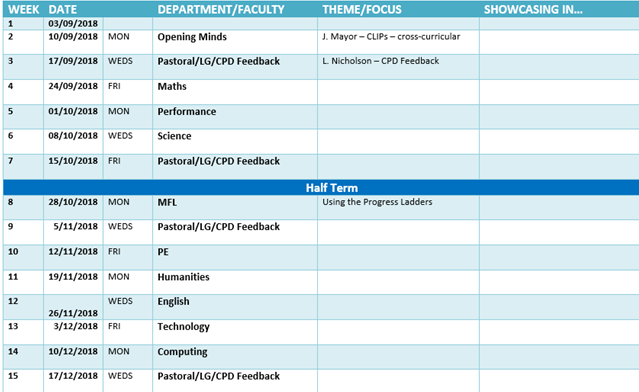 WEEK DATE DEPARTMENT/FACULTY THEME/FOCUS SHOWCASING IN...
1 03/09/2018
2 10/09/2018 MON Opening Minds J. Mayor – CLIPs – cross-curricular
3 17/09/2018 WEDS Pastoral/LG/CPD Feedback L. Nicholson – CPD Feedback
4 24/09/2018 FRI Maths
5 01/10/2018 MON Performance
6 08/10/2018 WEDS Science
7 15/10/2018 FRI Pastoral/LG/CPD Feedback
Half Term
8 28/10/2018 MON MFL Using the Progress Ladders
9 5/11/2018 WEDS Pastoral/LG/CPD Feedback
10 12/11/2018 FRI PE
11 19/11/2018 MON Humanities
12 26/11/2018 WEDS English
13 3/12/2018 FRI Technology
14 10/12/2018 MON Computing
15 17/12/2018 WEDS Pastoral/LG/CPD Feedback